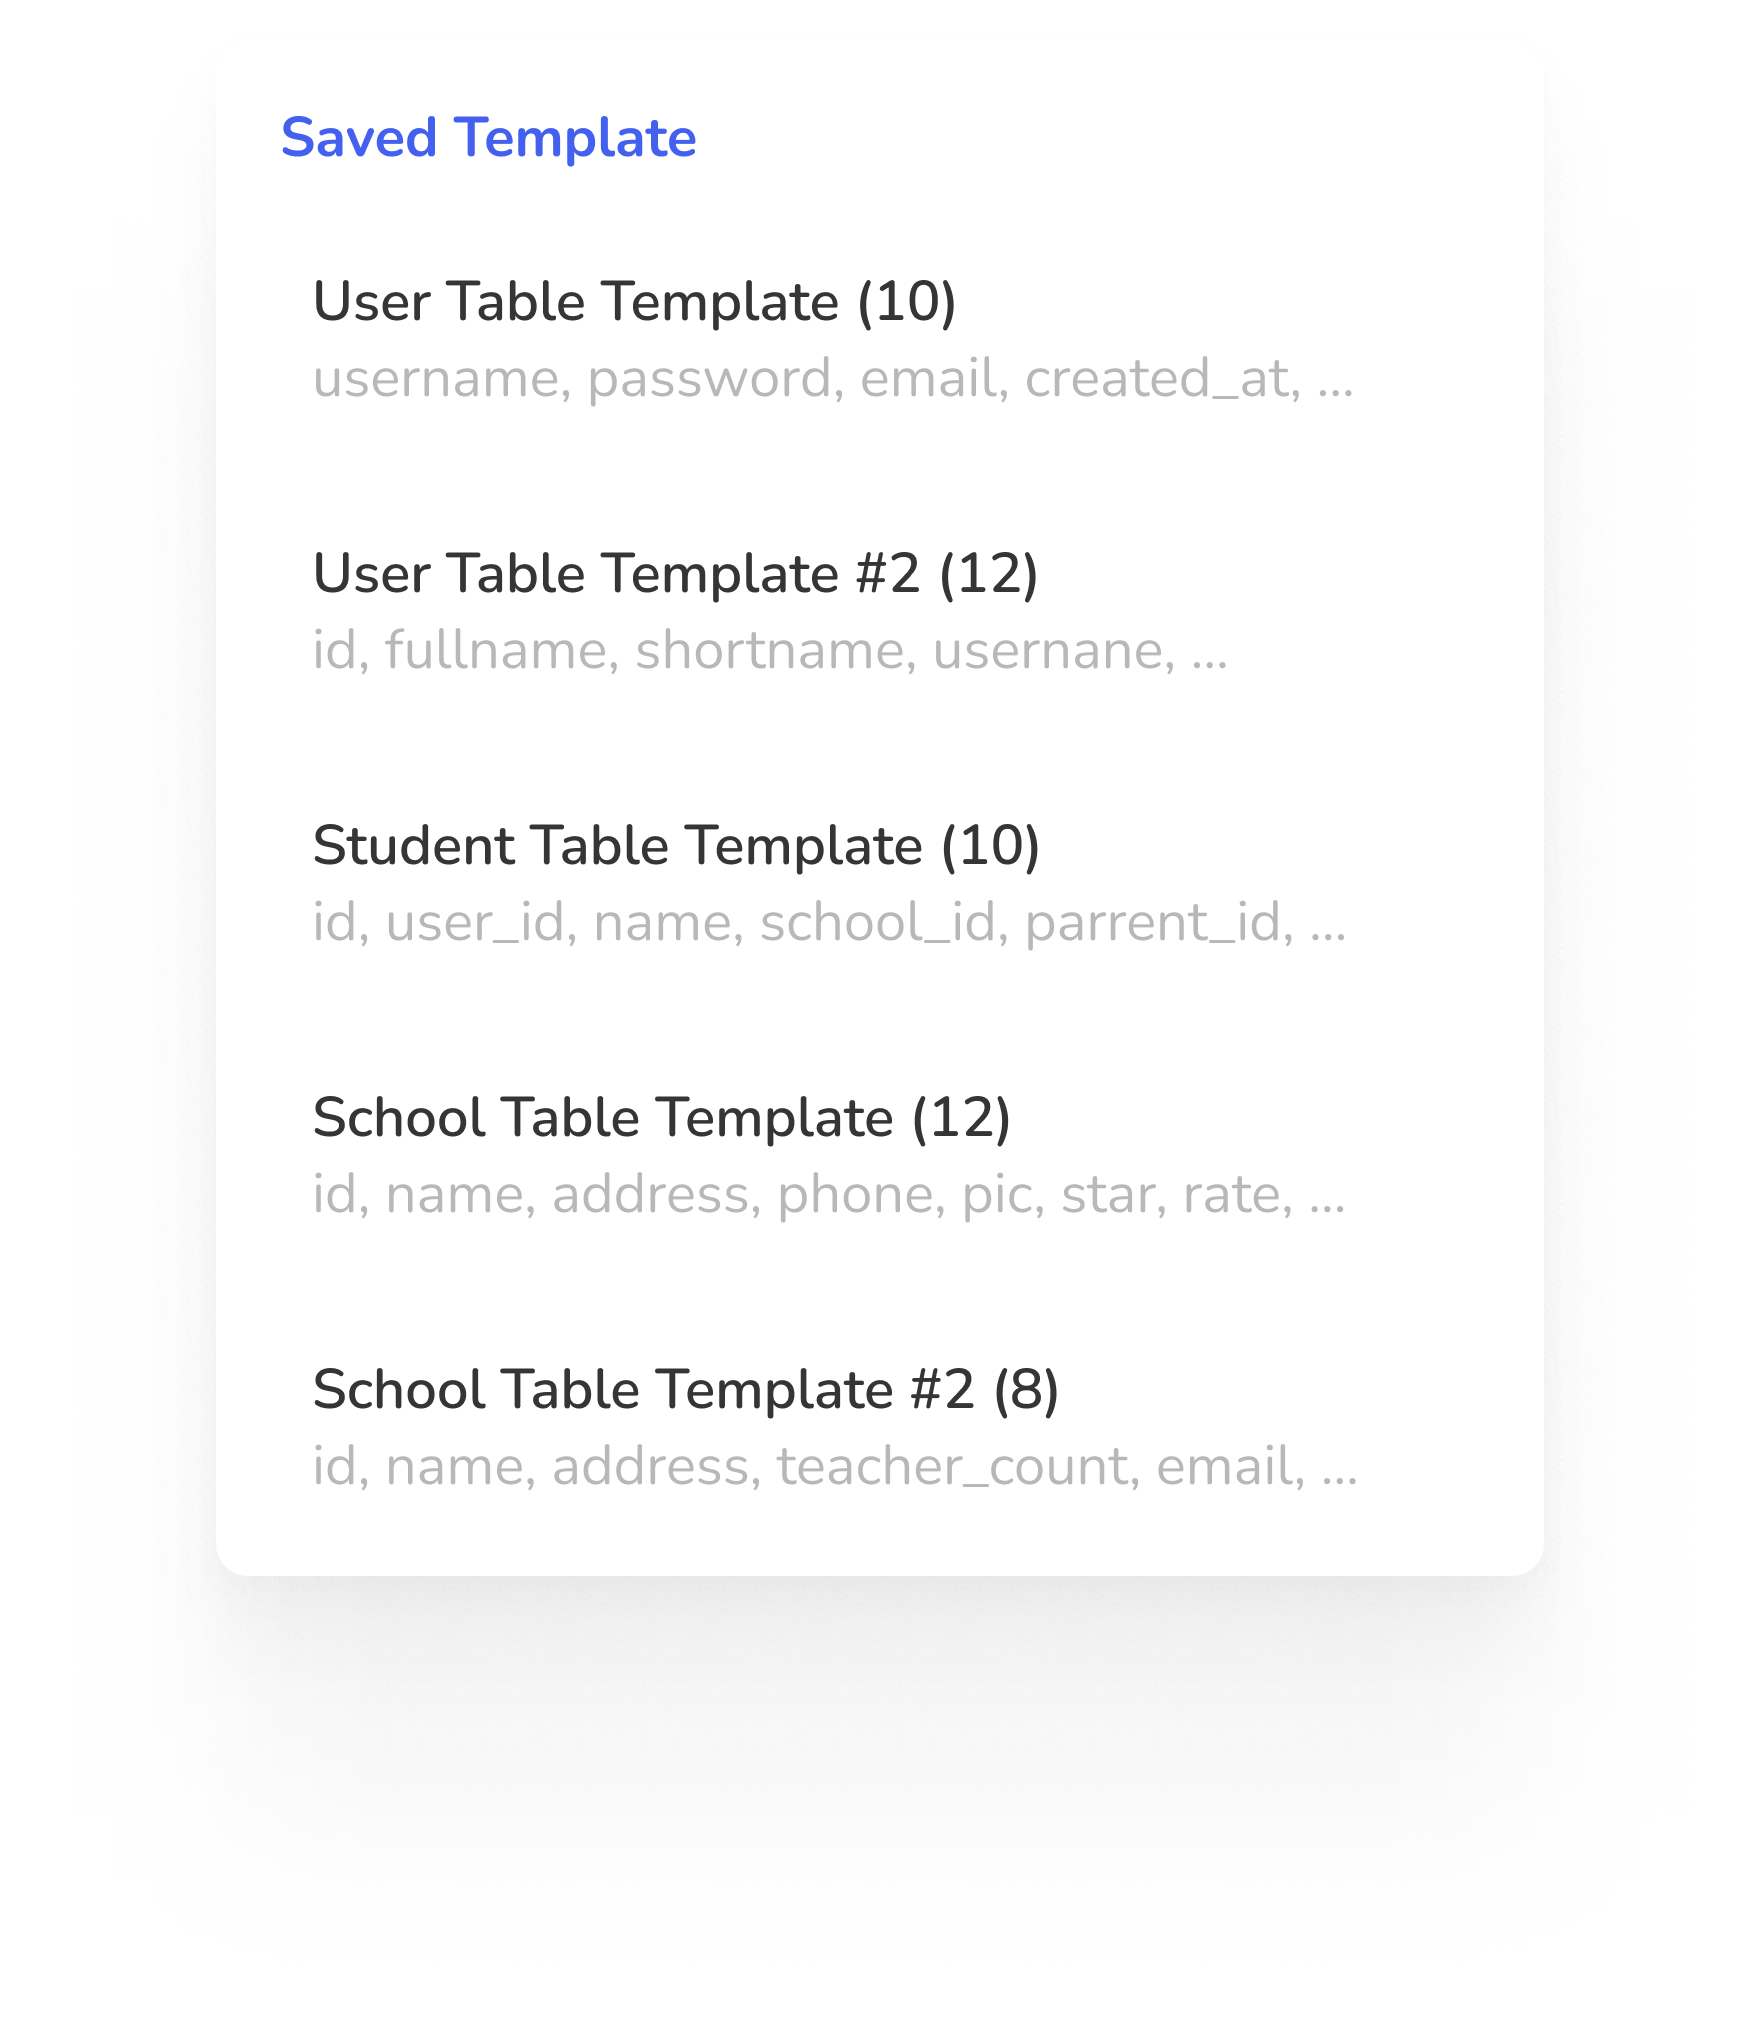 Saved Template
User Table Template (10)
username, password, email, created_at, ...
User Table Template #2 (12)
id, fullname, shortname, usernane, ...
Student Table Template (10)
id, user_id, name, school_id, parrent_id, ...
School Table Template (12)
id, name, address, phone, pic, star, rate, ...
School Table Template #2 (8)
id, name, address, teacher_count, email, ...